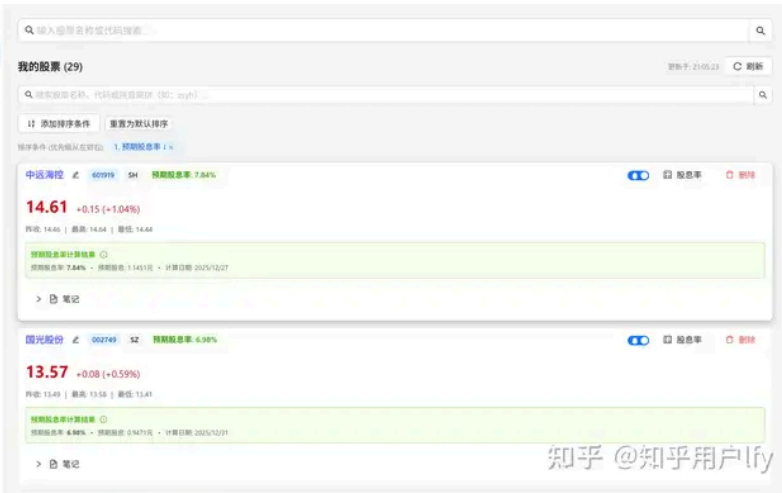 输入股票名称或代码搜索...
我的股票 (29)
更新于: 21:05:23 刷新
搜索股票名称、代码或拼音简拼 (如: zsyh) ...
添加排序条件 重置为默认排序
排序条件 (优先级从左到右): 1. 预期股息率 ↓ ×
中远海控 601919 SH 预期股息率: 7.84% 股息率 删除
14.61 +0.15 (+1.04%)
昨收: 14.46 | 最高: 14.64 | 最低: 14.44
预期股息率计算结果
预期股息率: 7.84% • 预期股息: 1.1451元 • 计算日期: 2025/12/27
笔记
国光股份 002749 SZ 预期股息率: 6.98% 股息率 删除
13.57 +0.08 (+0.59%)
昨收: 13.49 | 最高: 13.58 | 最低: 13.41
预期股息率计算结果
预期股息率: 6.98% • 预期股息: 0.9471元 • 计算日期: 2025/12/31
笔记
知乎 @知乎用户lfy